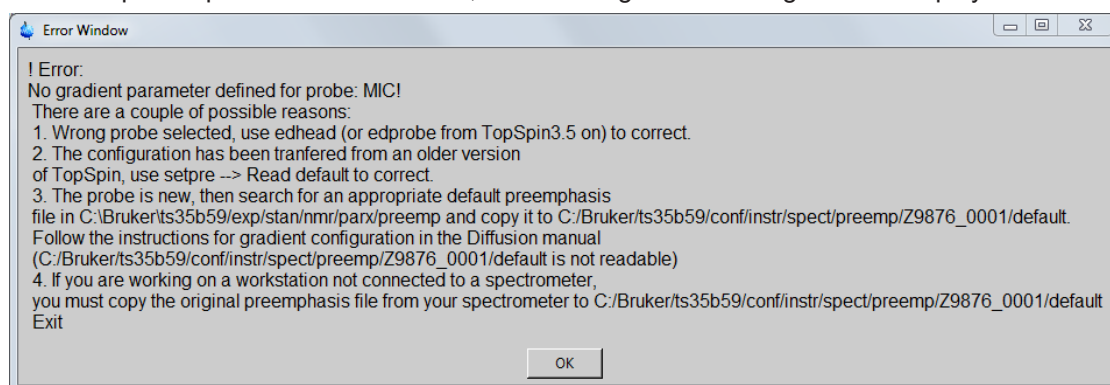 Error Window
! Error:
No gradient parameter defined for probe: MIC!
There are a couple of possible reasons:
1. Wrong probe selected, use edhead (or edprobe from TopSpin3.5 on) to correct.
2. The configuration has been tranfered from an older version
of TopSpin, use setpre --> Read default to correct.
3. The probe is new, then search for an appropriate default preemphasis
file in C:\Bruker\ts35b59/exp/stan/nmr/parx/preemp and copy it to C:/Bruker/ts35b59/conf/instr/spect/preemp/Z9876_0001/default.
Follow the instructions for gradient configuration in the Diffusion manual
(C:/Bruker/ts35b59/conf/instr/spect/preemp/Z9876_0001/default is not readable)
4. If you are working on a workstation not connected to a spectrometer,
you must copy the original preemphasis file from your spectrometer to C:/Bruker/ts35b59/conf/instr/spect/preemp/Z9876_0001/default
Exit
OK